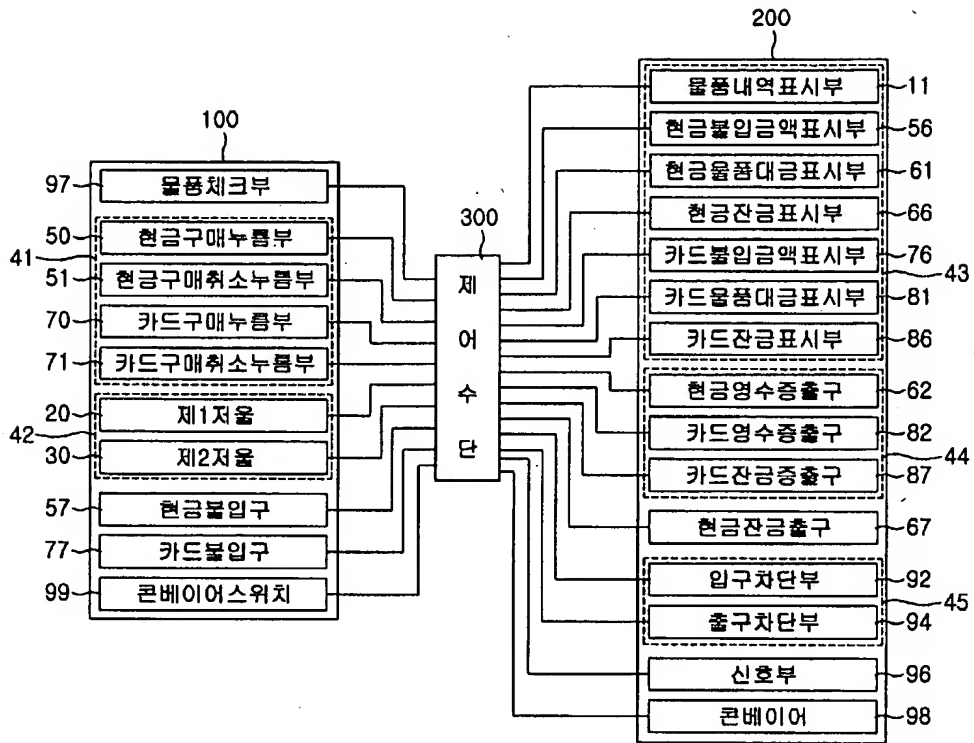 200
물품내역표시부 11
현금불입금액표시부 56
현금물품대금표시부 61
현금잔금표시부 66
카드불입금액표시부 76
43
카드물품대금표시부 81
카드잔금표시부 86
현금영수증출구 62
카드영수증출구 82
44
카드잔금증출구 87
현금잔금출구 67
입구차단부 92
45
출구차단부 94
신호부 96
콘베이어 98
100
97 물품체크부
50 현금구매누름부
41
51 현금구매취소누름부
70 카드구매누름부
71 카드구매취소누름부
20 제1저울
42
30 제2저울
57 현금불입구
77 카드불입구
99 콘베이어스위치
300
제
어
수
단